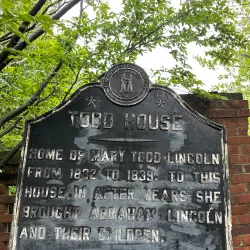 TODD HOUSE
HOME OF MARY TODD LINCOLN
FROM 1832 TO 1839. TO THIS
HOUSE IN AFTER YEARS SHE
BROUGHT ABRAHAM LINCOLN
AND THEIR CHILDREN.